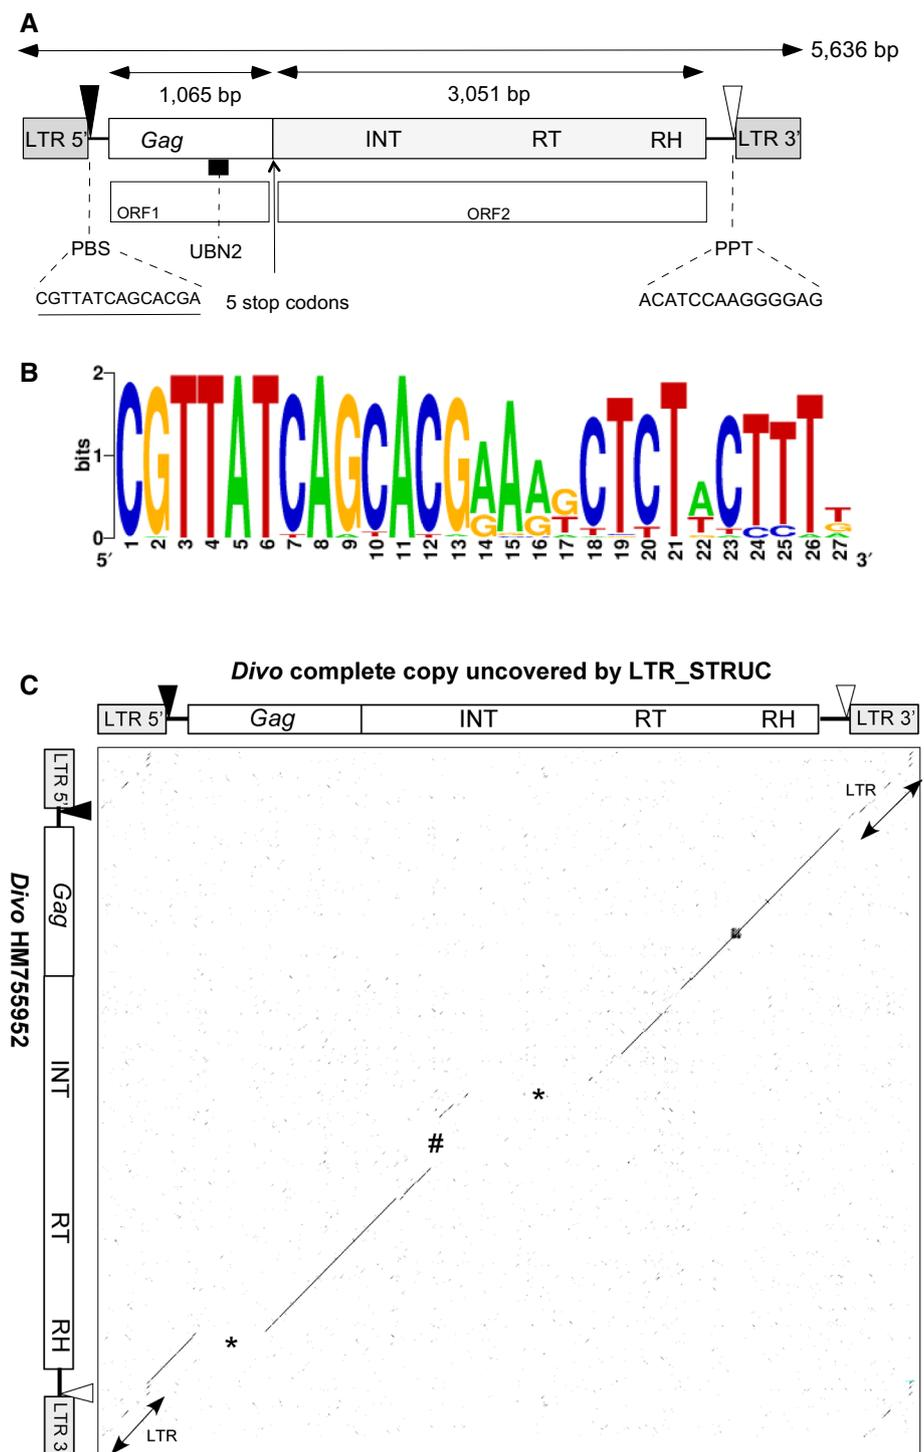 A
5,636 bp
1,065 bp 3,051 bp
LTR 5' Gag INT RT RH LTR 3'
ORF1 ORF2
PBS UBN2 PPT
CGTTATCAGCACGA 5 stop codons ACATCCAAGGGGAG
B
2
1
0
bits
CGTTATCAGCACGAAAGCTCTACTTTT
GGTTCCG
5' 1 2 3 4 5 6 7 8 9 10 11 12 13 14 15 16 17 18 19 20 21 22 23 24 25 26 27 3'
C
Divo complete copy uncovered by LTR_STRUC
LTR 5' Gag INT RT RH LTR 3'
Divo HM755952
LTR 5' Gag INT RT RH LTR 3
LTR
*
#
*
LTR